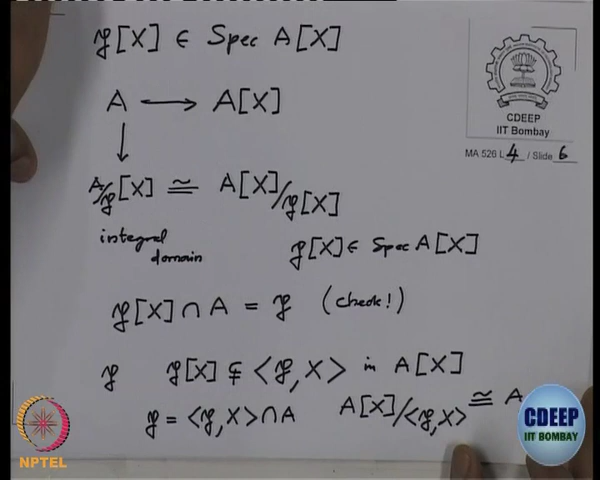 𝔭[X] ∈ Spec A[X]
A ⟶ A[X]
↓
A/𝔭[X] ≅ A[X]/𝔭[X]
integral domain
𝔭[X] ∈ Spec A[X]
𝔭[X] ∩ A = 𝔭 (check!)
𝔭 𝔭[X] ⊊ <𝔭, X> in A[X]
𝔭 = <𝔭, X> ∩ A A[X]/<𝔭, X> ≅ A
CDEEP
IIT Bombay
MA 526 L 4 / Slide 6
NPTEL
CDEEP
IIT BOMBAY